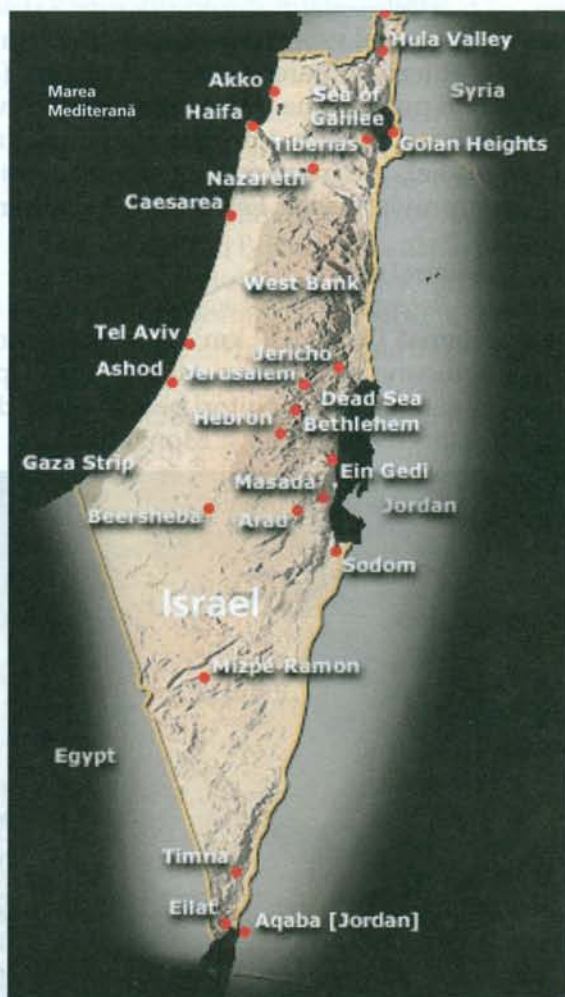 Hula Valley
Akko
Sea of
Galilee
Syria
Marea
Mediterană
Haifa
Tiberias
Golan Heights
Nazareth
Caesarea
West Bank
Tel Aviv
Jericho
Ashod
Jerusalem
Dead Sea
Hebron
Bethlehem
Gaza Strip
Ein Gedi
Masada
Jordan
Beersheba
Arad
Sodom
Israel
Mizpe-Ramon
Egypt
Timna
Eilat
Aqaba [Jordan]